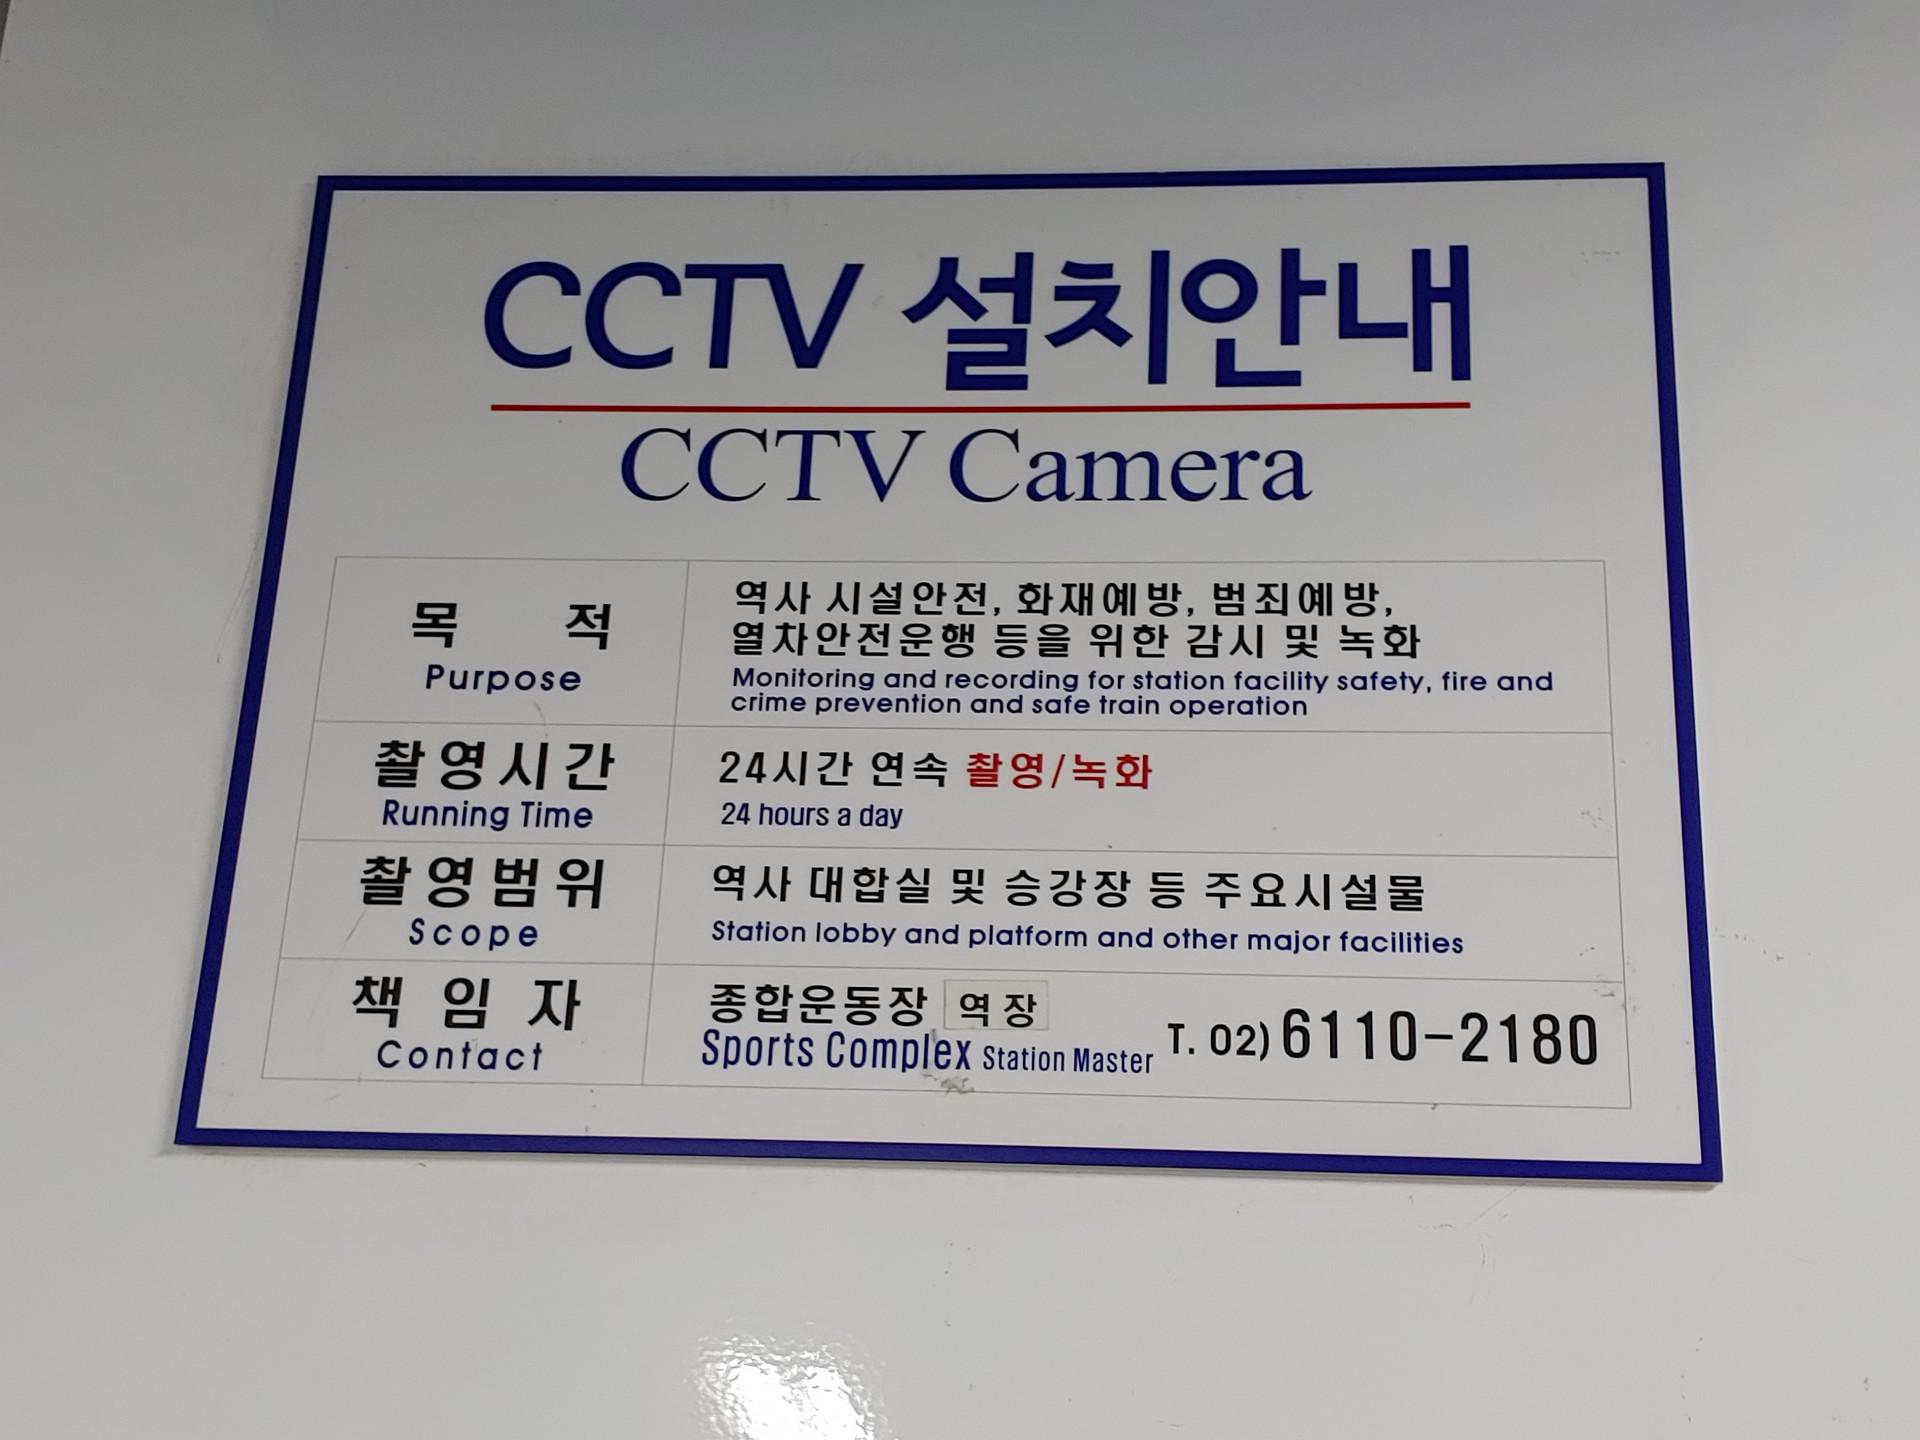 CCTV 설치안내
CCTV Camera
목 적
Purpose
역사 시설안전, 화재예방, 범죄예방,
열차안전운행 등을 위한 감시 및 녹화
Monitoring and recording for station facility safety, fire and
crime prevention and safe train operation
촬영시간
Running Time
24시간 연속 촬영/녹화
24 hours a day
촬영범위
Scope
역사 대합실 및 승강장 등 주요시설물
Station lobby and platform and other major facilities
책 임 자
Contact
종합운동장 역 장
Sports Complex Station Master
T. 02) 6110-2180